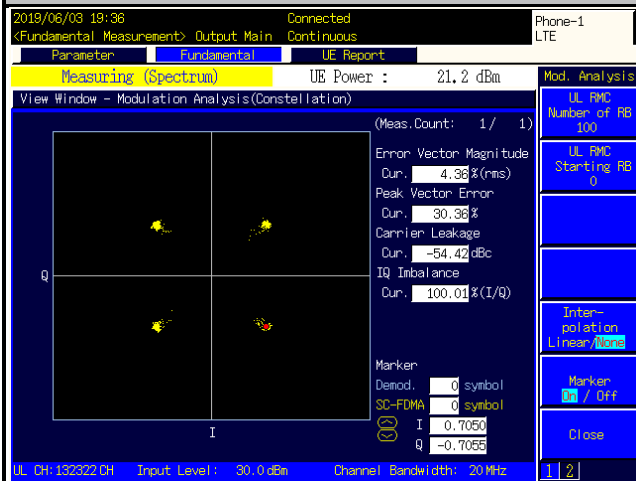 2019/06/03 19:36 Connected Phone-1
<Fundamental Measurement> Output Main Continuous LTE
Parameter Fundamental UE Report
Measuring (Spectrum) UE Power : 21.2 dBm Mod. Analysis
View Window - Modulation Analysis(Constellation)
(Meas.Count: 1/ 1)
Error Vector Magnitude
Cur. 4.36 %(rms)
Peak Vector Error
Cur. 30.36 %
Carrier Leakage
Cur. -54.42 dBc
IQ Imbalance
Cur. 100.01 %(I/Q)
Q
I
Marker
Demod. 0 symbol
SC-FDMA 0 symbol
I 0.7050
Q -0.7055
UL RMC
Number of RB
100
UL RMC
Starting RB
0
Inter-
polation
Linear/None
Marker
On / Off
Close
UL CH:132322 CH Input Level: 30.0 dBm Channel Bandwidth: 20 MHz 1 2